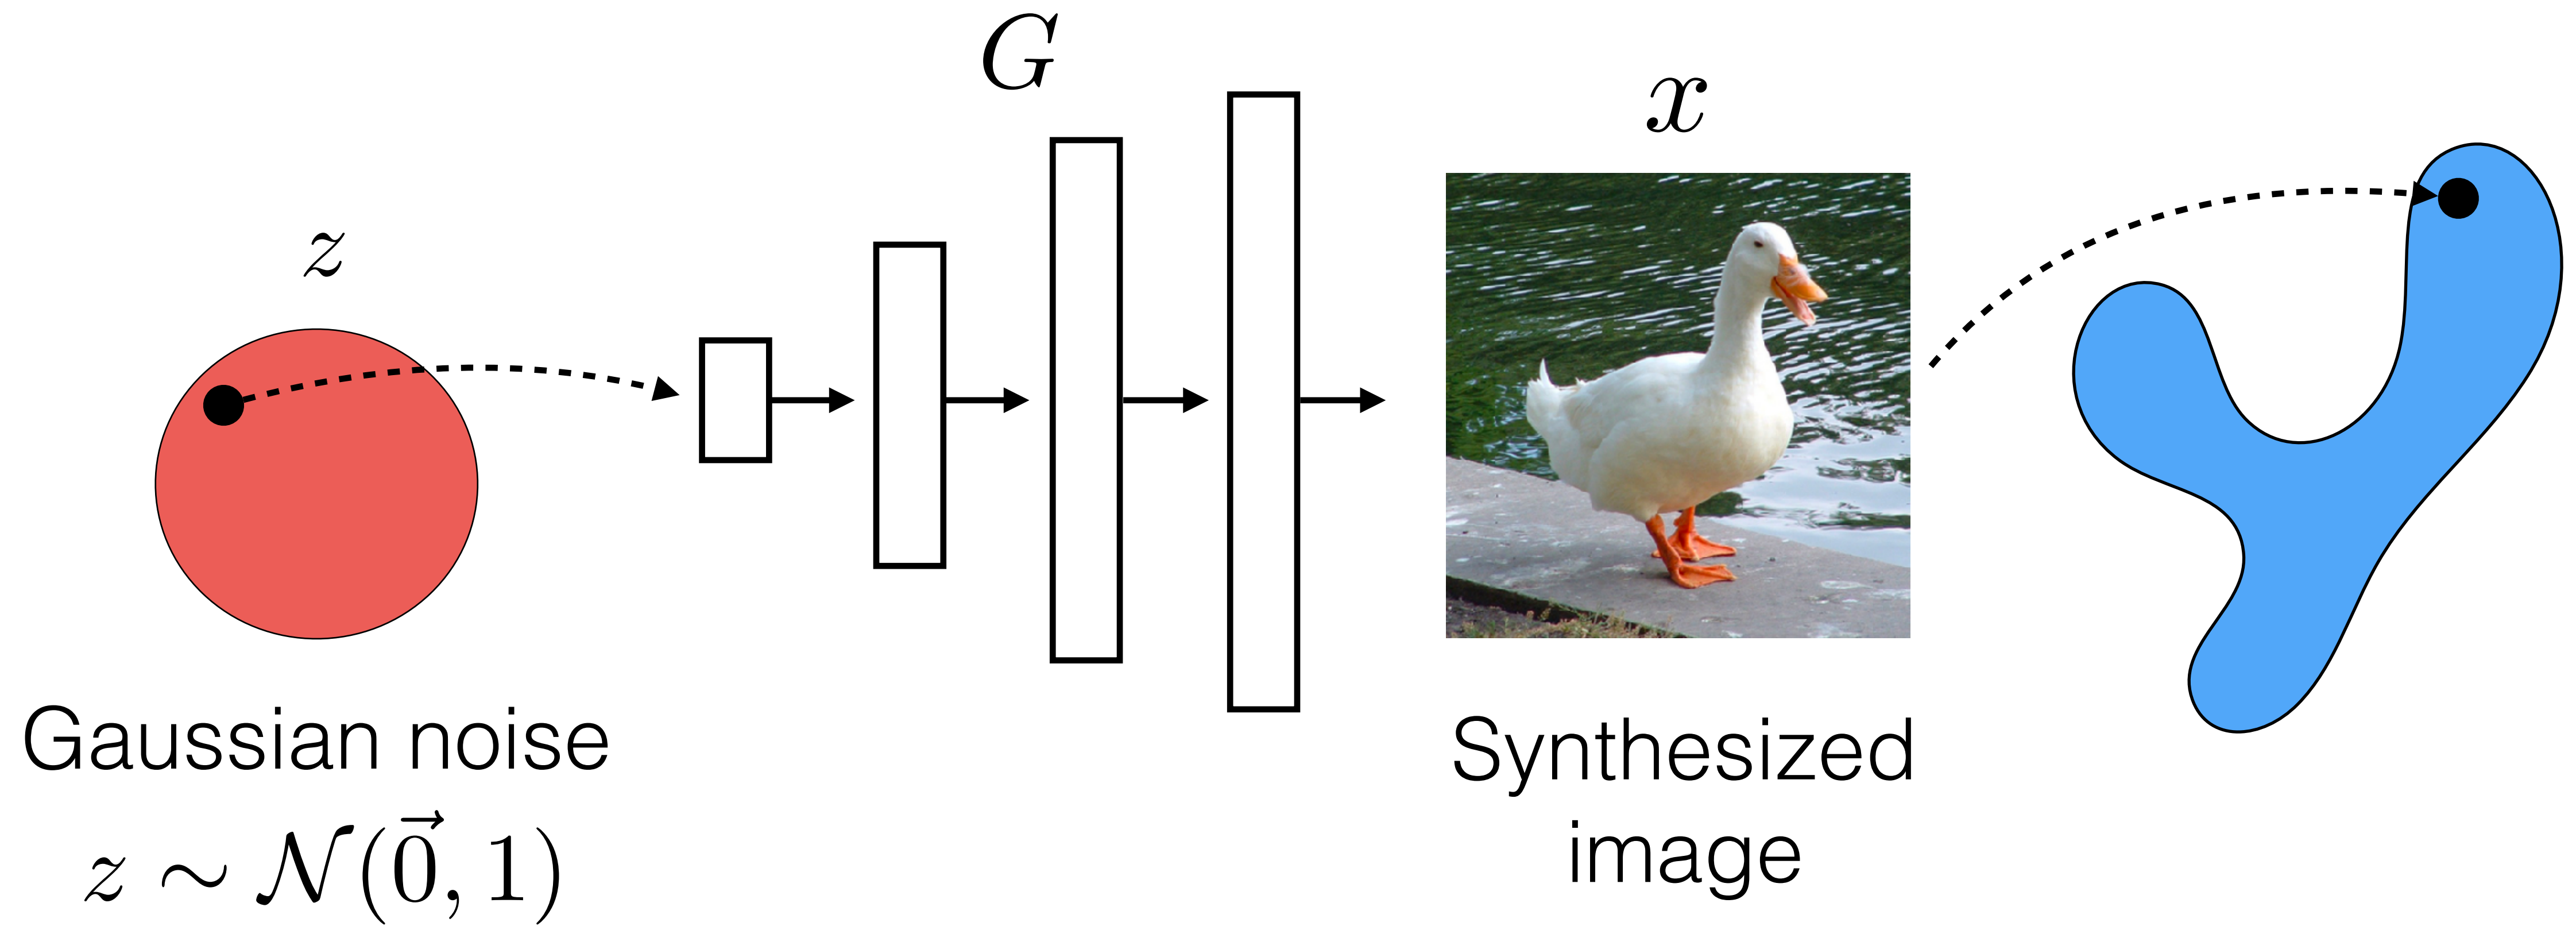 G
x
z
Gaussian noise
z ∼ 𝒩(0⃗, 1)
Synthesized
image